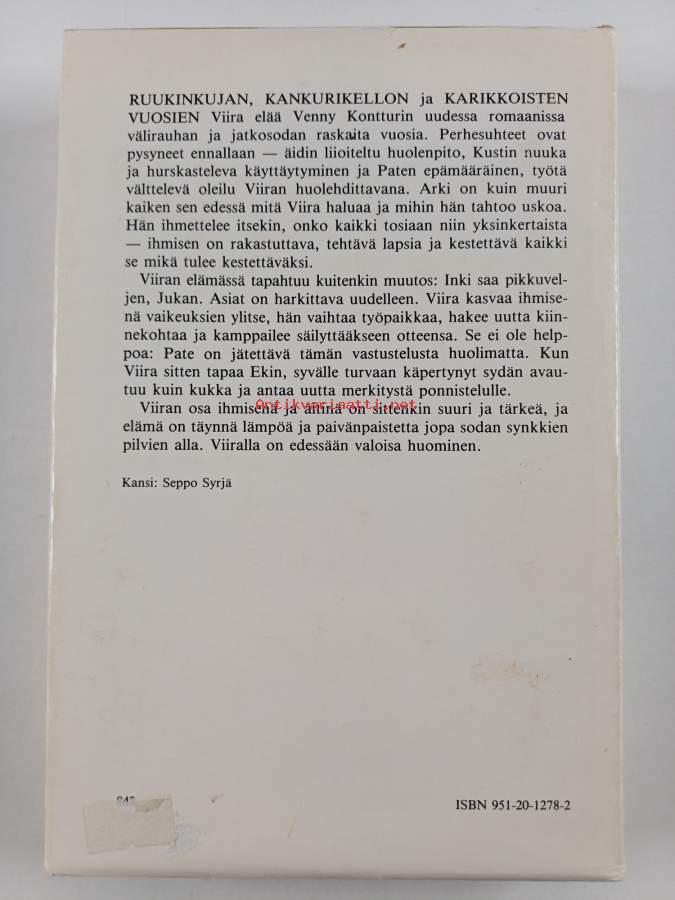 RUUKINKUJAN, KANKURIKELLON ja KARIKKOISTEN
VUOSIEN Viira elää Venny Kontturin uudessa romaanissa
välirauhan ja jatkosodan raskaita vuosia. Perhesuhteet ovat
pysyneet ennallaan — äidin liioiteltu huolenpito, Kustin nuuka
ja hurskasteleva käyttäytyminen ja Paten epämääräinen, työtä
välttelevä oleilu Viiran huolehdittavana. Arki on kuin muuri
kaiken sen edessä mitä Viira haluaa ja mihin hän tahtoo uskoa.
Hän ihmettelee itsekin, onko kaikki tosiaan niin yksinkertaista
— ihmisen on rakastuttava, tehtävä lapsia ja kestettävä kaikki
se mikä tulee kestettäväksi.
Viiran elämässä tapahtuu kuitenkin muutos: Inki saa pikkuvel-
jen, Jukan. Asiat on harkittava uudelleen. Viira kasvaa ihmise-
nä vaikeuksien ylitse, hän vaihtaa työpaikkaa, hakee uutta kiin-
nekohtaa ja kamppailee säilyttääkseen otteensa. Se ei ole help-
poa: Pate on jätettävä tämän vastustelusta huolimatta. Kun
Viira sitten tapaa Ekin, syvälle turvaan käpertynyt sydän avau-
tuu kuin kukka ja antaa uutta merkitystä ponnistelulle.
Antikvariaatti.net
Viiran osa ihmisenä ja äitinä on sittenkin suuri ja tärkeä, ja
elämä on täynnä lämpöä ja päivänpaistetta jopa sodan synkkien
pilvien alla. Viiralla on edessään valoisa huominen.
Kansi: Seppo Syrjä
ISBN 951-20-1278-2